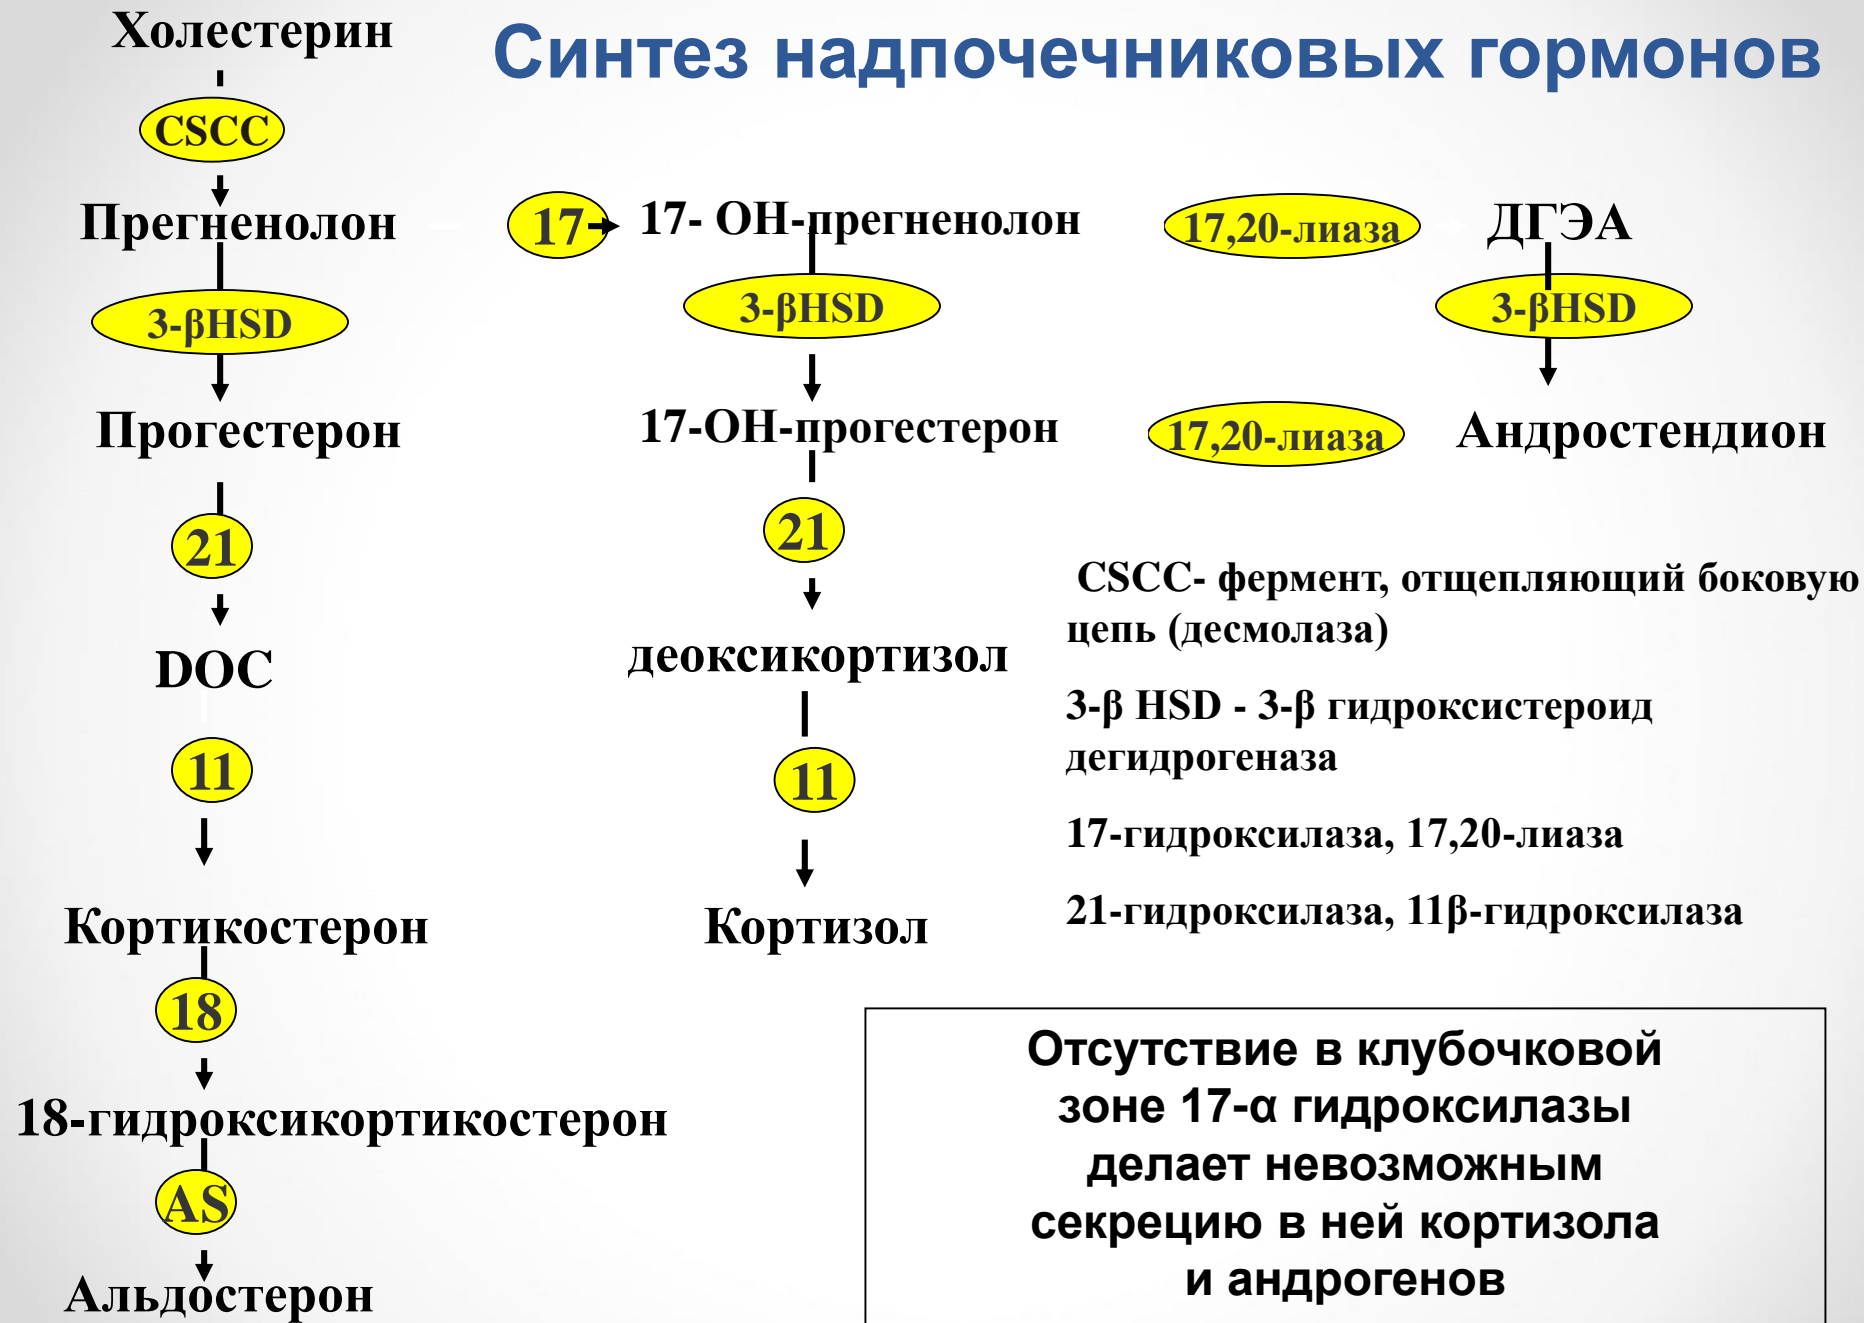 Синтез надпочечниковых гормонов
Холестерин
CSCC
Прегненолон
17
17- ОН-прегненолон
17,20-лиаза
ДГЭА
3-βHSD
3-βHSD
3-βHSD
Прогестерон
17-ОН-прогестерон
17,20-лиаза
Андростендион
21
21
DOC
деоксикортизол
11
11
Кортикостерон
Кортизол
18
18-гидроксикортикостерон
AS
Альдостерон
CSCC- фермент, отщепляющий боковую
цепь (десмолаза)
3-β HSD - 3-β гидроксистероид
дегидрогеназа
17-гидроксилаза, 17,20-лиаза
21-гидроксилаза, 11β-гидроксилаза
Отсутствие в клубочковой
зоне 17-α гидроксилазы
делает невозможным
секрецию в ней кортизола
и андрогенов